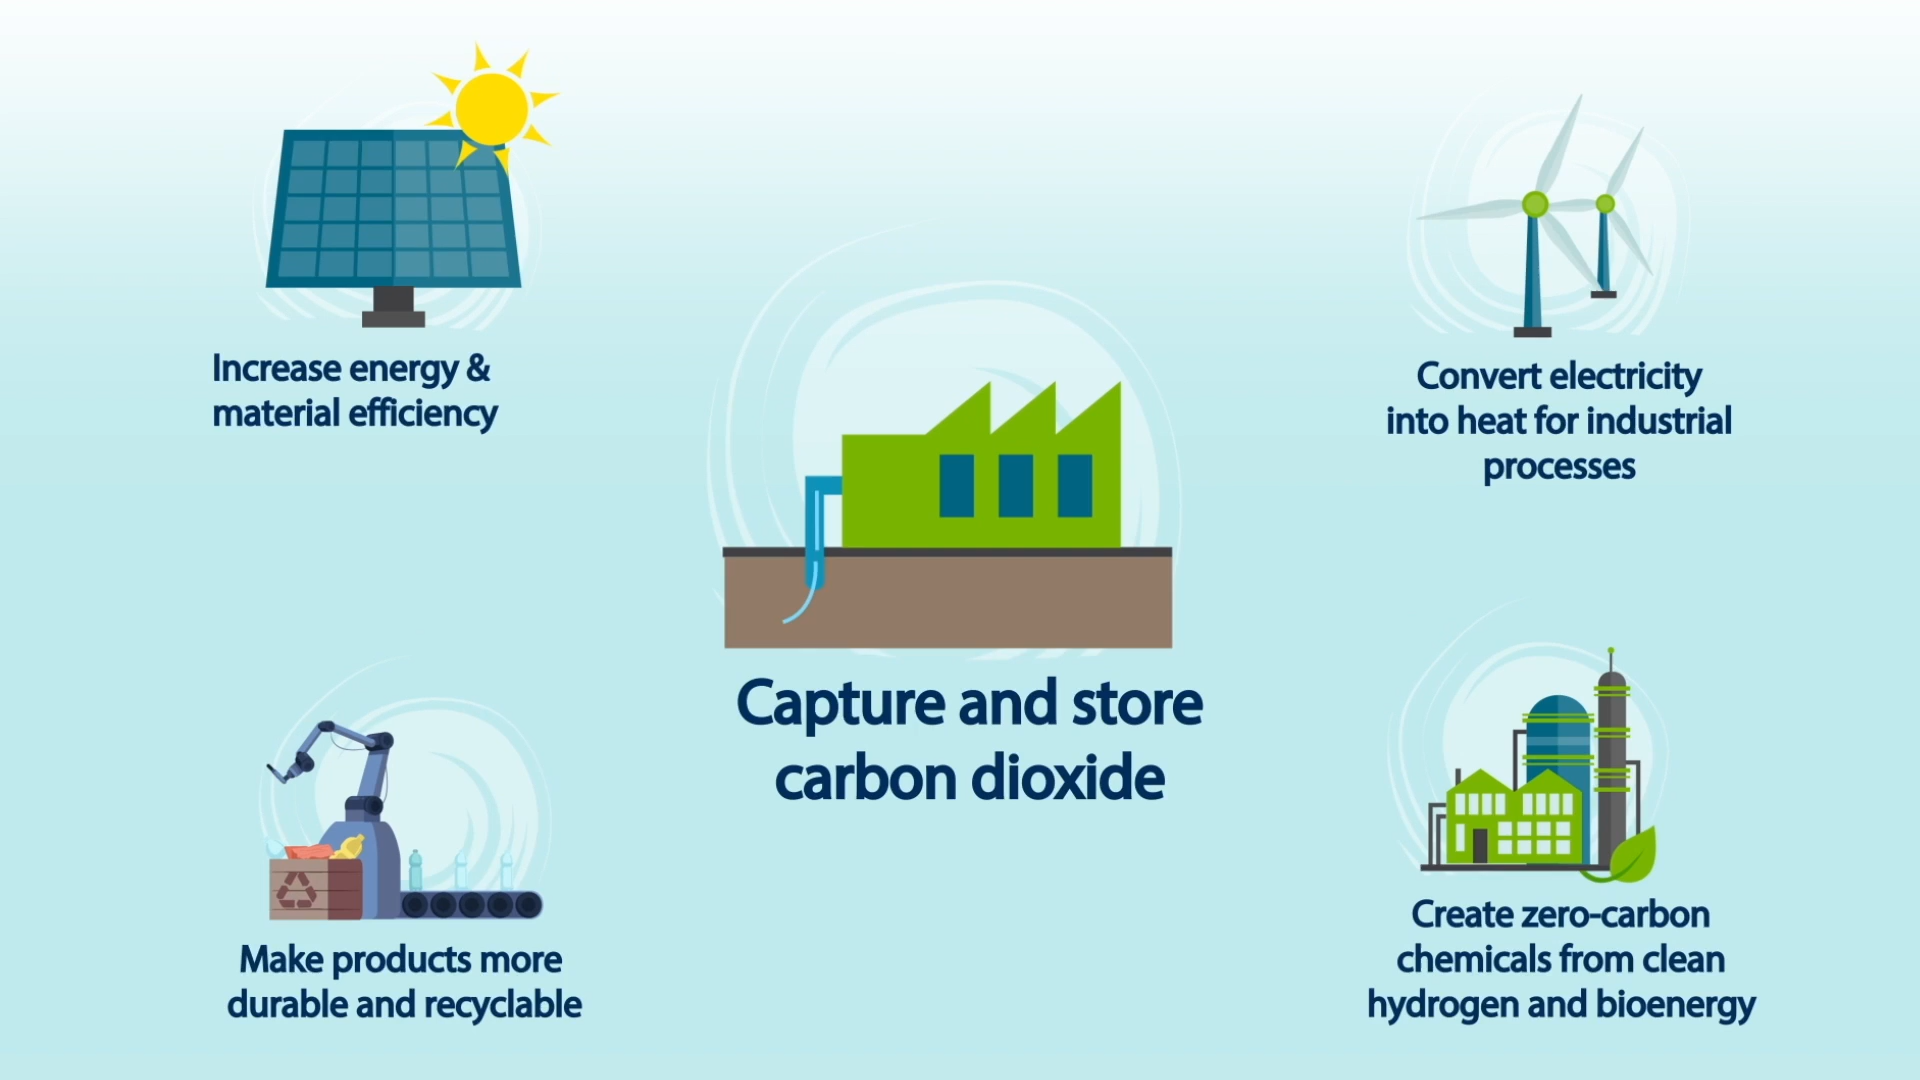 Increase energy &
material efficiency
Convert electricity
into heat for industrial
processes
Capture and store
carbon dioxide
Make products more
durable and recyclable
Create zero-carbon
chemicals from clean
hydrogen and bioenergy